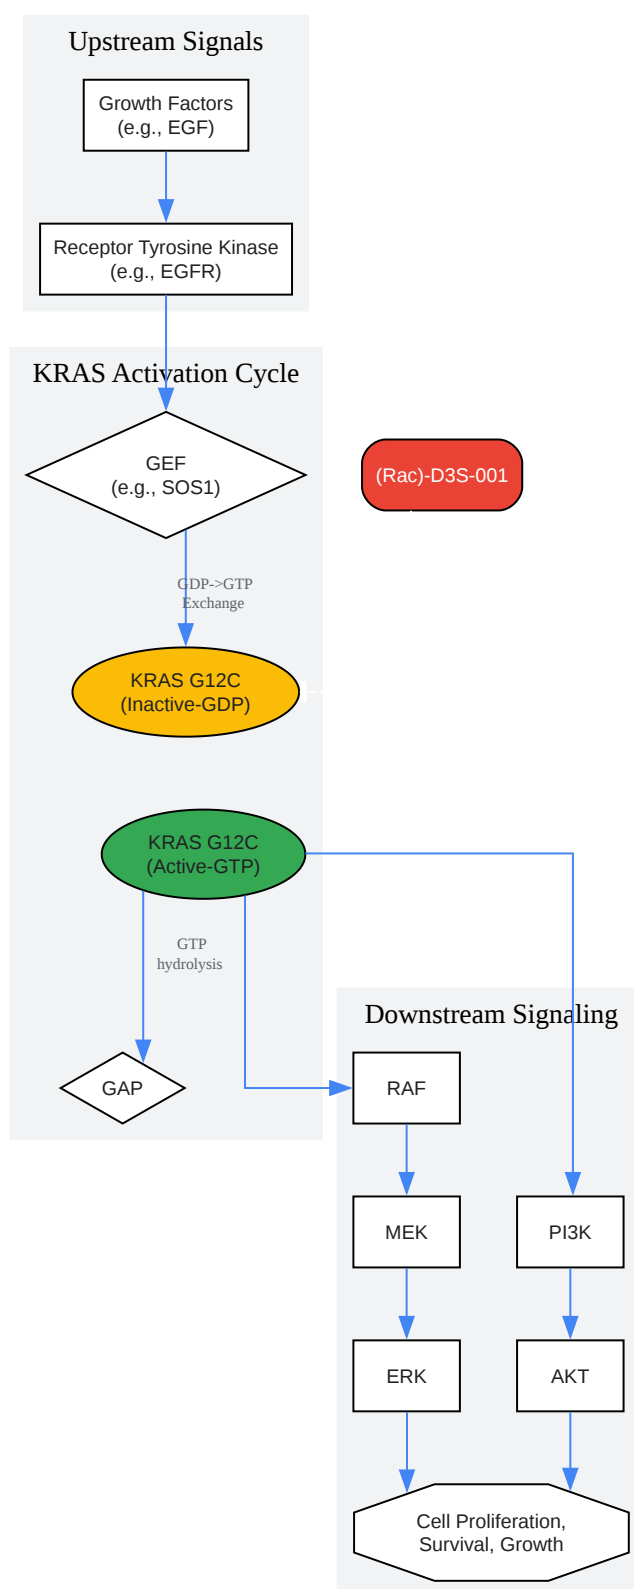 Upstream Signals
Growth Factors
(e.g., EGF)
Receptor Tyrosine Kinase
(e.g., EGFR)
KRAS Activation Cycle
GEF
(e.g., SOS1)
(Rac)-D3S-001
GDP->GTP
Exchange
KRAS G12C
(Inactive-GDP)
KRAS G12C
(Active-GTP)
GTP
hydrolysis
GAP
Downstream Signaling
RAF
MEK
PI3K
ERK
AKT
Cell Proliferation,
Survival, Growth